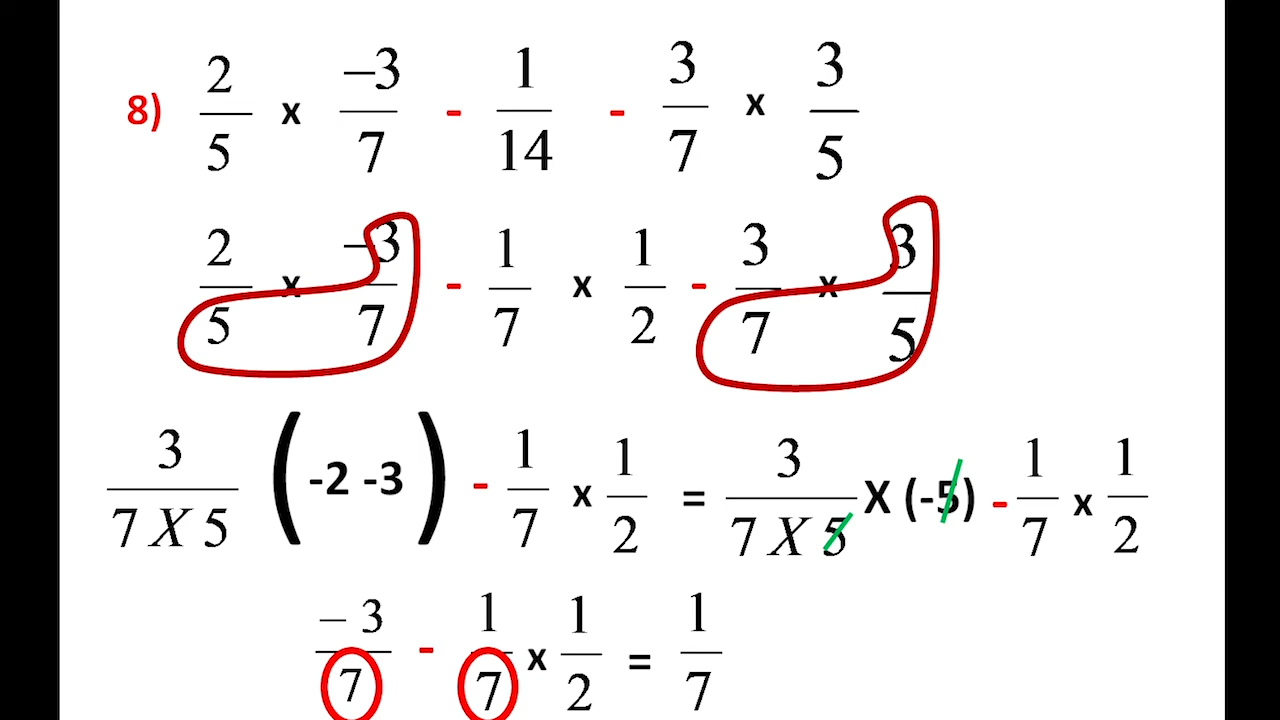 8) 2/5 x −3/7 - 1/14 - 3/7 x 3/5
2/5 x −3/7 - 1/7 x 1/2 - 3/7 x 3/5
3/(7 X 5) (-2 -3) - 1/7 x 1/2 = 3/(7 X 5) X (-5) - 1/7 x 1/2
− 3/7 - 1/7 x 1/2 = 1/7